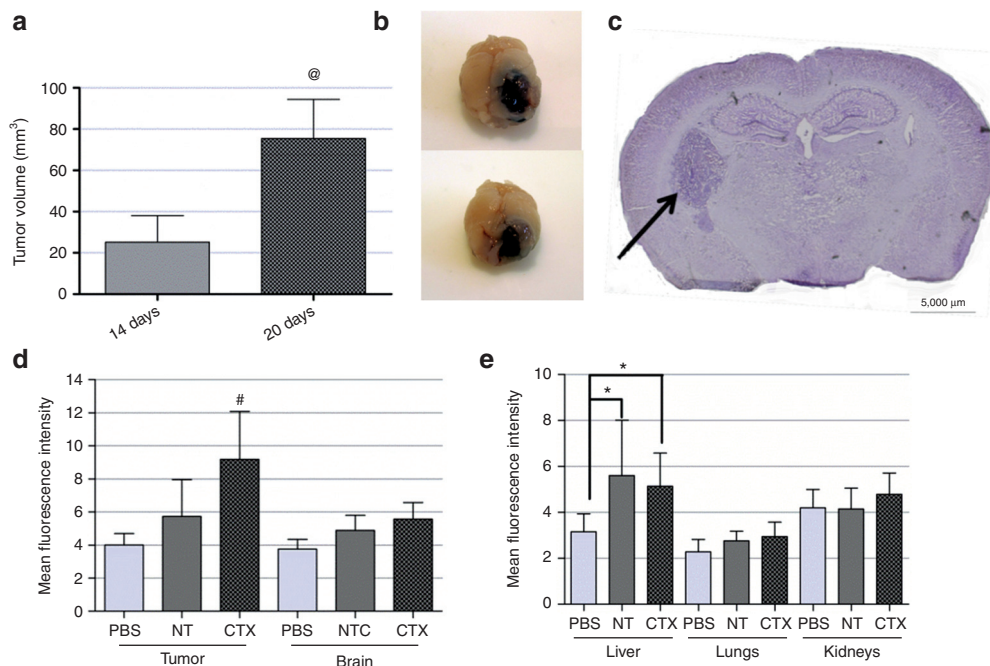 a
Tumor volume (mm³)
100
80
60
40
20
0
@
14 days
20 days
b
c
5,000 µm
d
Mean fluorescence intensity
14
12
10
8
6
4
2
0
#
PBS NT CTX PBS NTC CTX
Tumor Brain
e
Mean fluorescence intensity
10
8
6
4
2
0
*
*
PBS NT CTX PBS NT CTX PBS NT CTX
Liver Lungs Kidneys